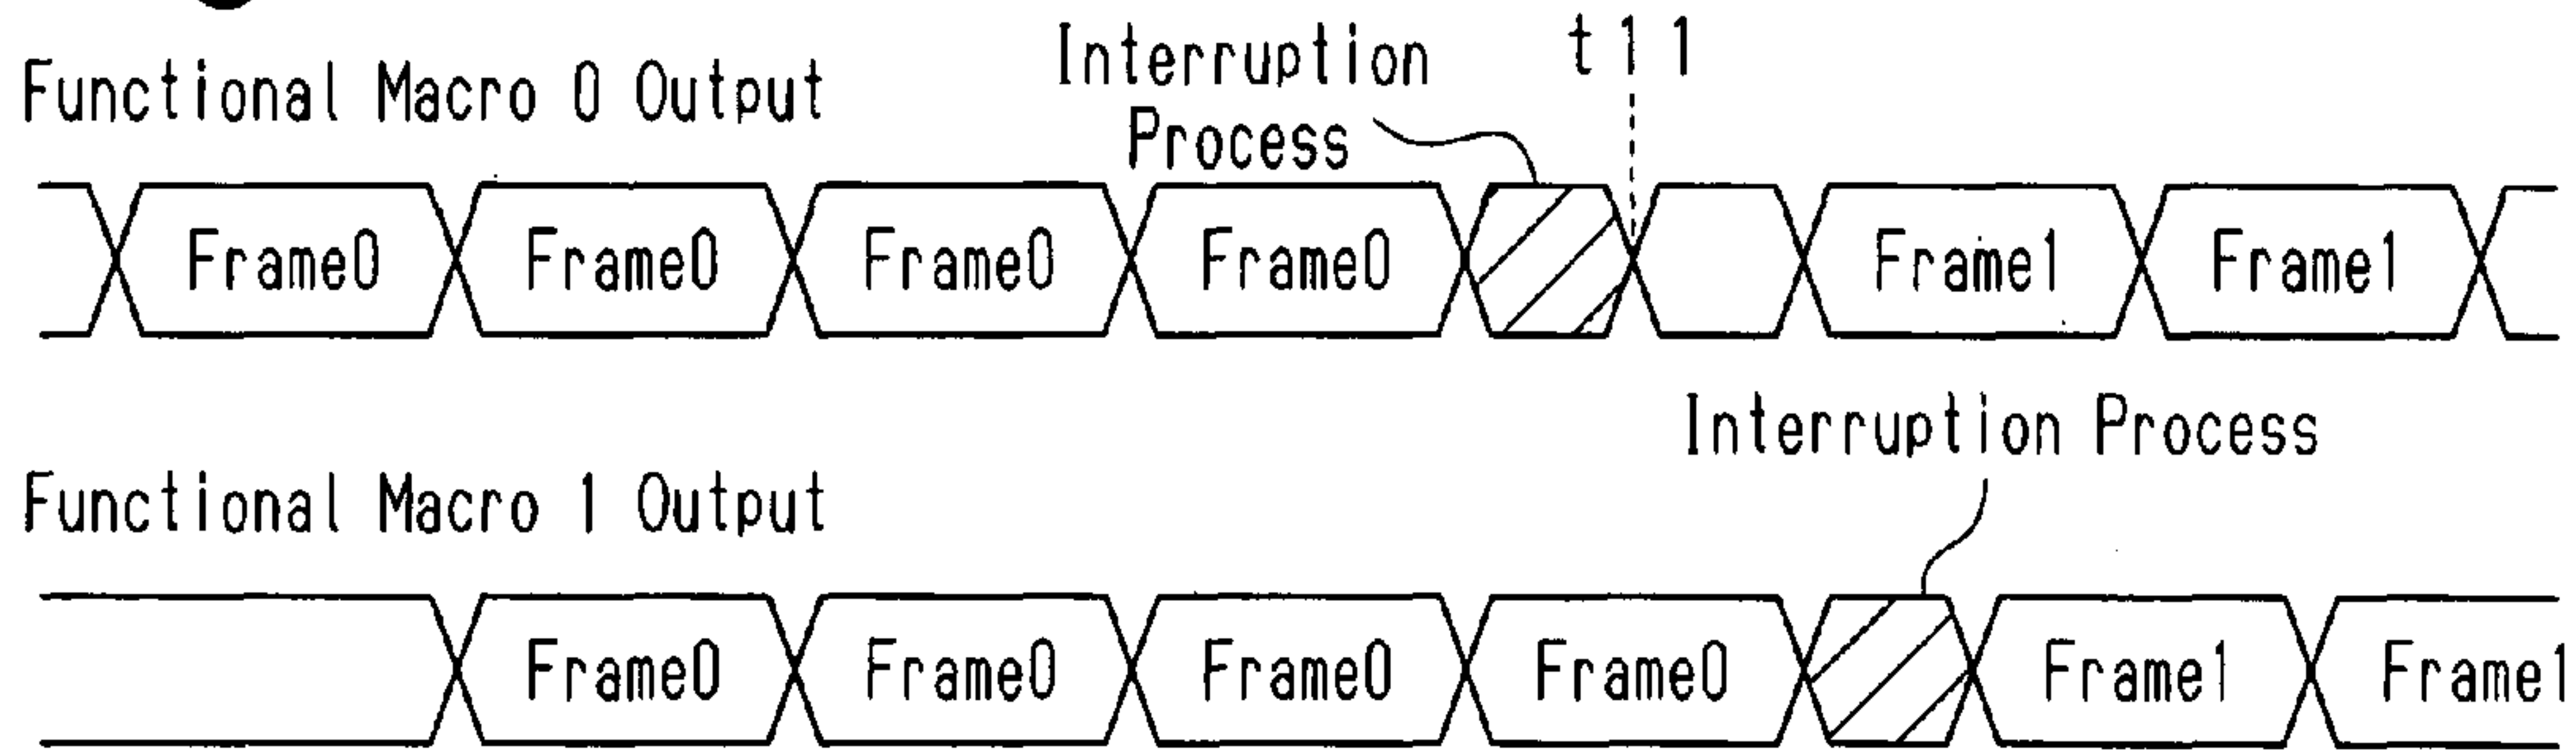 Functional Macro 0 Output
Interruption
Process
t11
Frame0 Frame0 Frame0 Frame0 Frame1 Frame1
Functional Macro 1 Output
Interruption Process
Frame0 Frame0 Frame0 Frame0 Frame1 Frame1